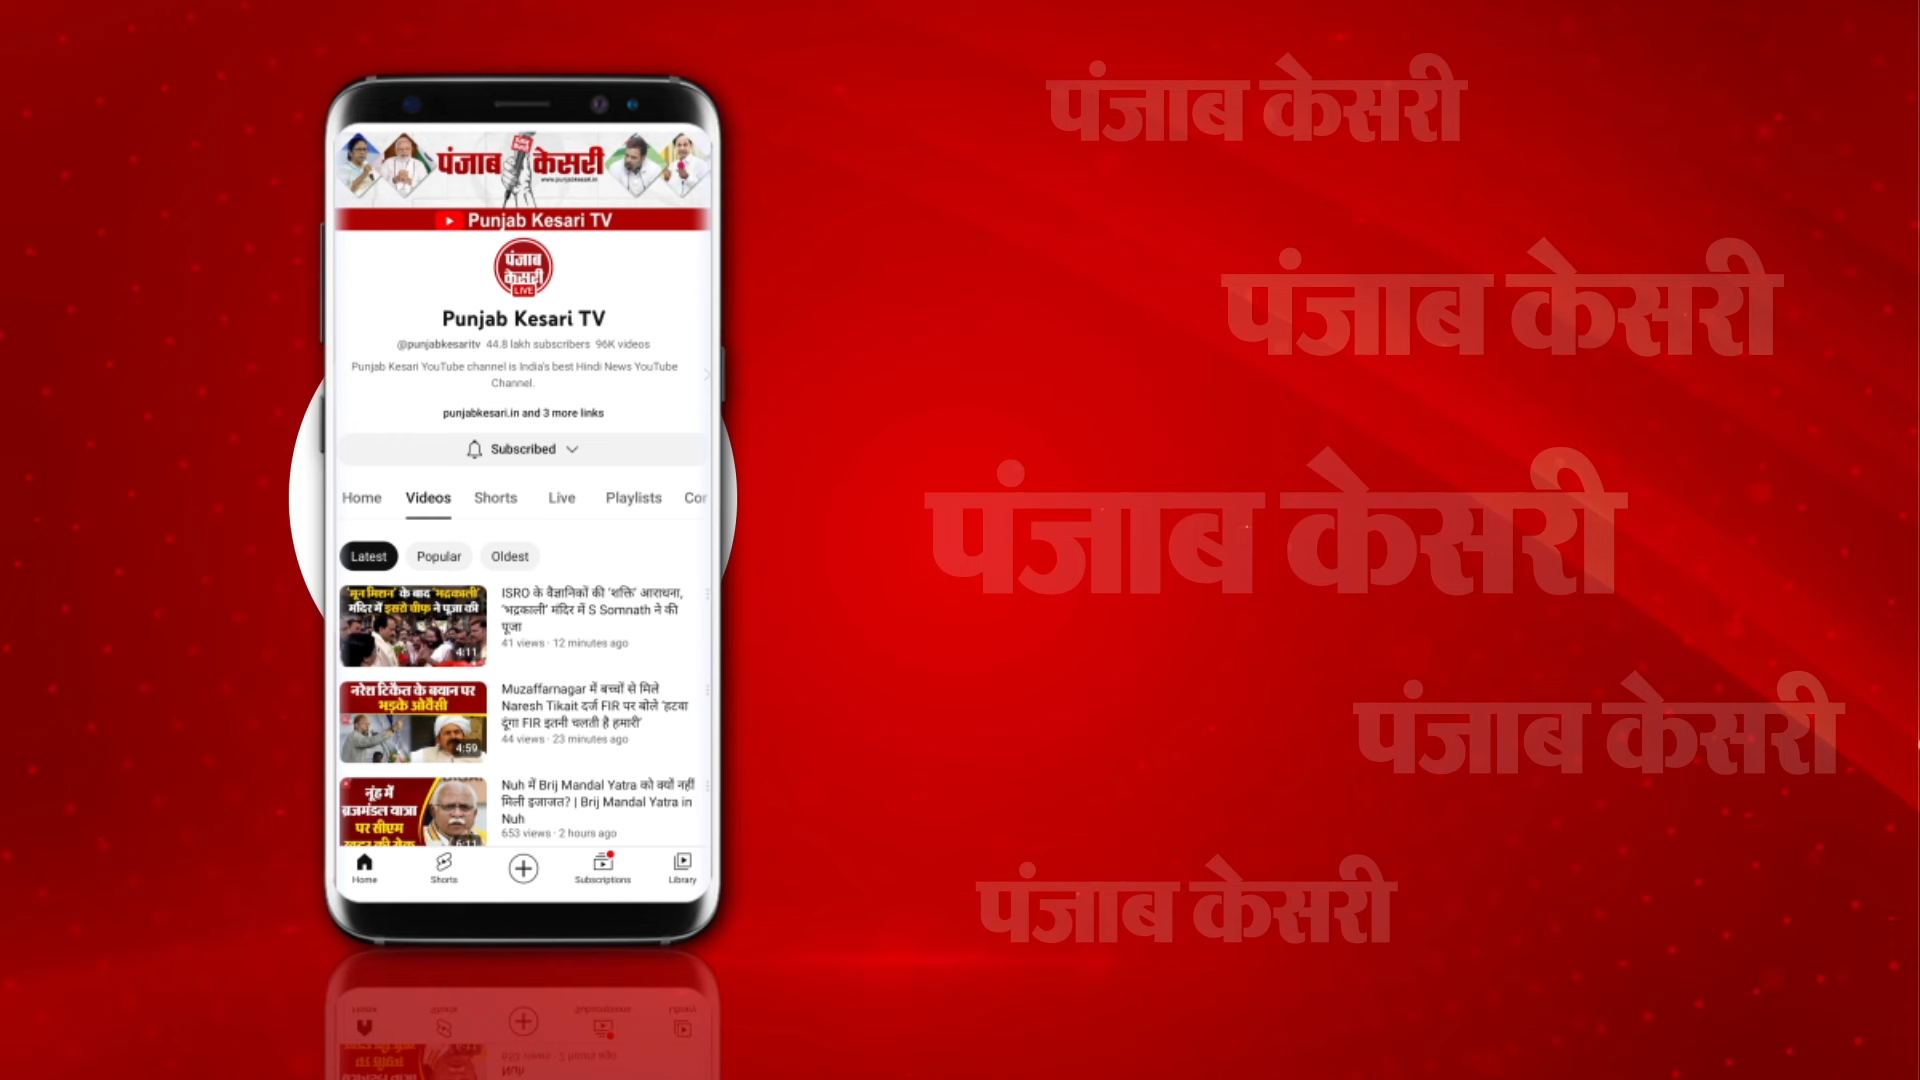 पंजाब केसरी
www.punjabkesari.in
Punjab Kesari TV
पंजाब
केसरी
LIVE
Punjab Kesari TV
@punjabkesaritv 44.8 lakh subscribers 96K videos
Punjab Kesari YouTube channel is India's best Hindi News YouTube
Channel.
punjabkesari.in and 3 more links
Subscribed
Home Videos Shorts Live Playlists Cor
Latest Popular Oldest
'मून मिशन' के बाद 'भद्रकाली'
मंदिर में इसरो चीफ ने पूजा की
4:11
ISRO के वैज्ञानिकों की 'शक्ति' आराधना,
'भद्रकाली' मंदिर में S Somnath ने की
पूजा
41 views · 12 minutes ago
नरेश टिकैत के बयान पर
भड़के ओवैसी
4:59
Muzaffarnagar में बच्चों से मिले
Naresh Tikait दर्ज FIR पर बोले 'हटवा
दूंगा FIR इतनी चलती है हमारी'
44 views · 23 minutes ago
नूंह में
ब्रजमंडल यात्रा
पर सीएम
6:11
Nuh में Brij Mandal Yatra को क्यों नहीं
मिली इजाजत? | Brij Mandal Yatra in
Nuh
653 views · 2 hours ago
Home Shorts Subscriptions Library
पंजाब केसरी
पंजाब केसरी
पंजाब केसरी
पंजाब केसरी
पंजाब केसरी